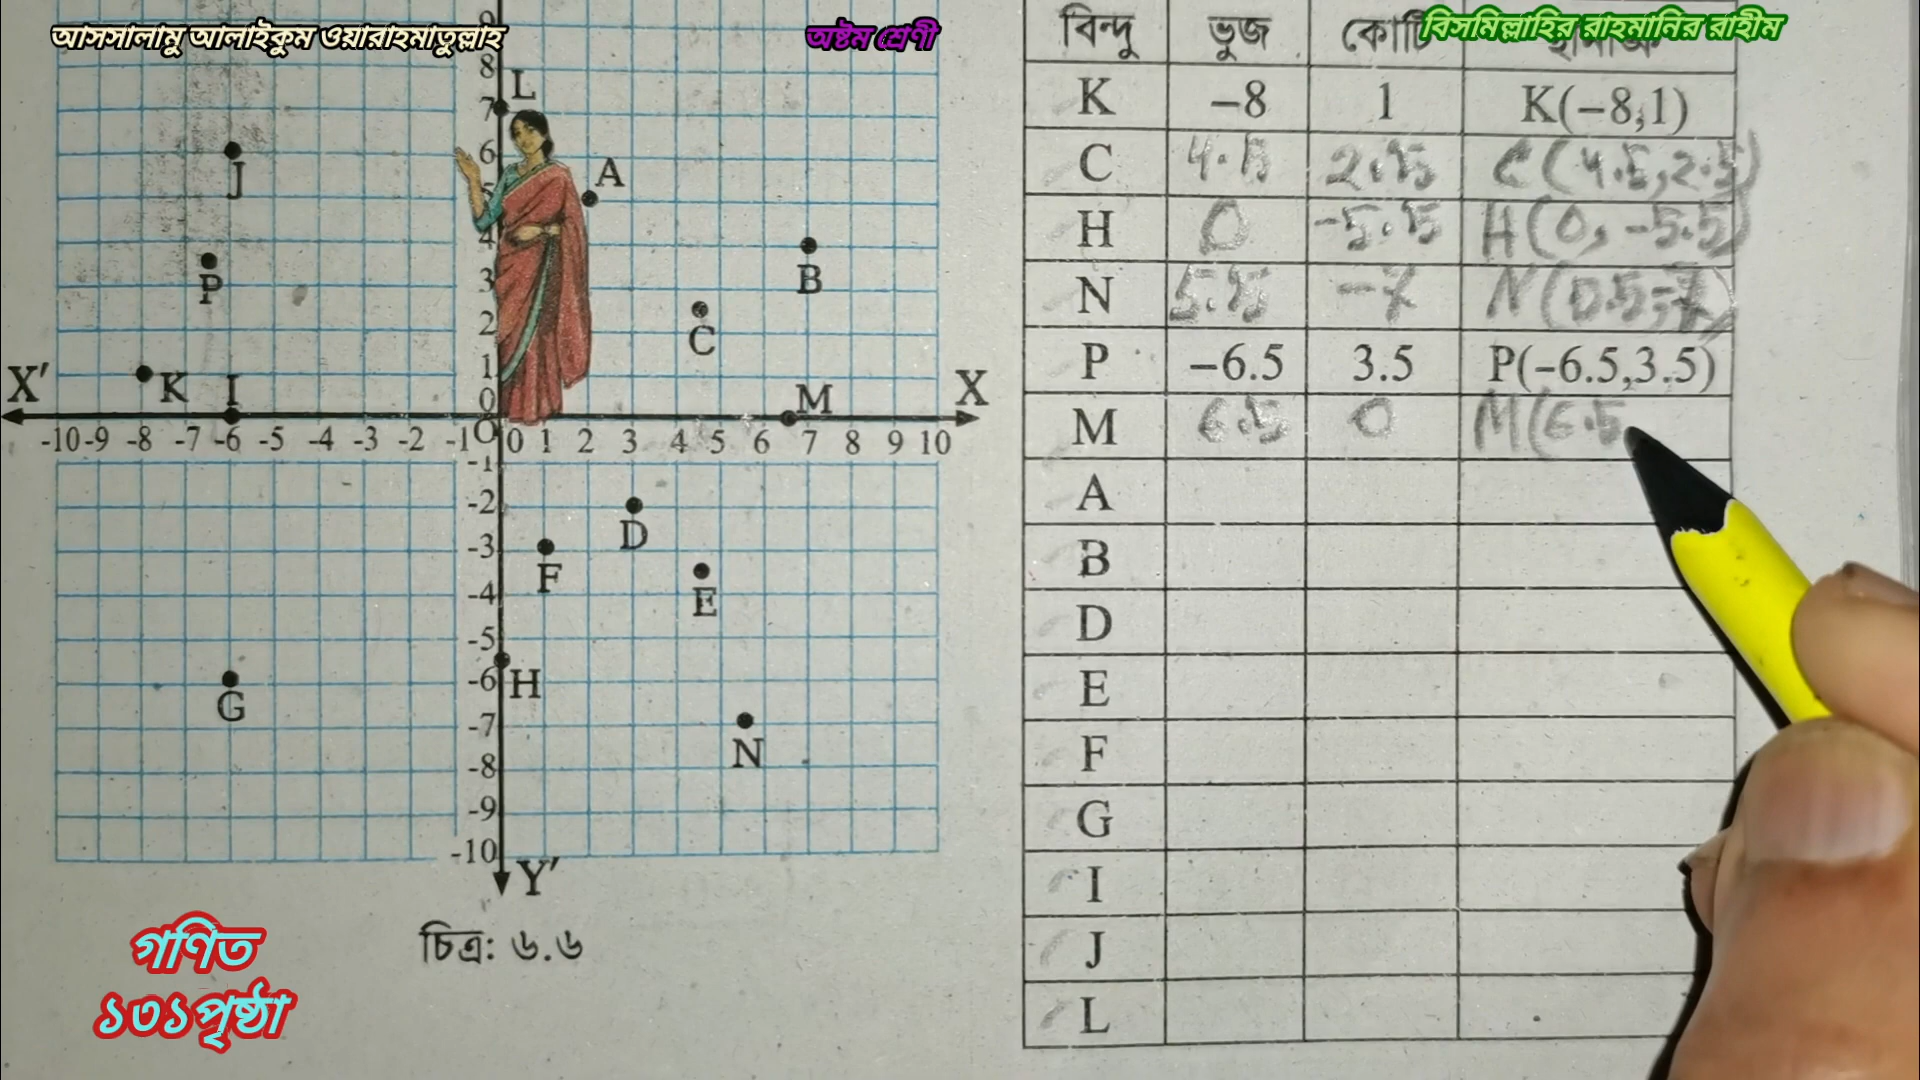 আসসালামু আলাইকুম ওয়ারাহমাতুল্লাহ
অষ্টম শ্রেণী
বিসমিল্লাহির রাহমানির রাহীম
9
8
7 L
6 J
5 A
4
3 P B
2 C
1
X' K I 0 M X
-10 -9 -8 -7 -6 -5 -4 -3 -2 -1 O 0 1 2 3 4 5 6 7 8 9 10
-1
-2 D
-3 F
-4 E
-5
-6 H G
-7 N
-8
-9
-10 Y'
চিত্র: ৬.৬
গণিত
১৩১পৃষ্ঠা
বিন্দু ভুজ কোটি
K −8 1 K(−8,1)
C 4.5 2.5 C(4.5,2.5)
H 0 -5.5 H(0,-5.5)
N 5.5 -7
P −6.5 3.5 P(−6.5,3.5)
M 6.5 0 M(6.5
A
B
D
E
F
G
I
J
L